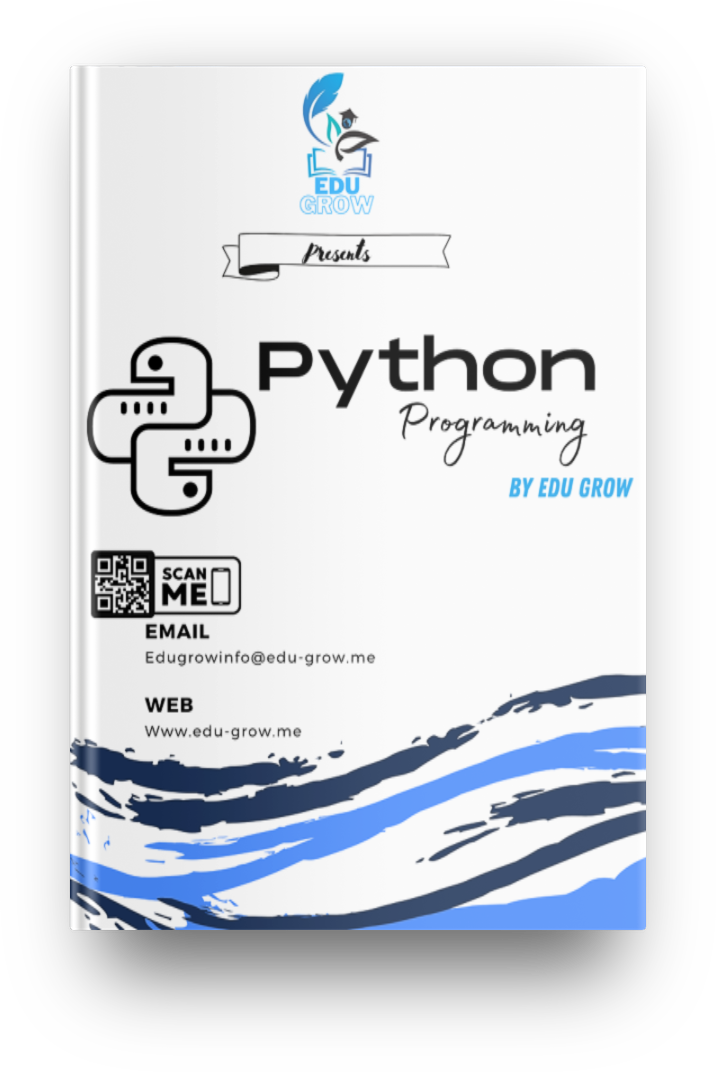 EDU
GROW
Presents
Python
Programming
BY EDU GROW
SCAN
ME
EMAIL
Edugrowinfo@edu-grow.me
WEB
Www.edu-grow.me